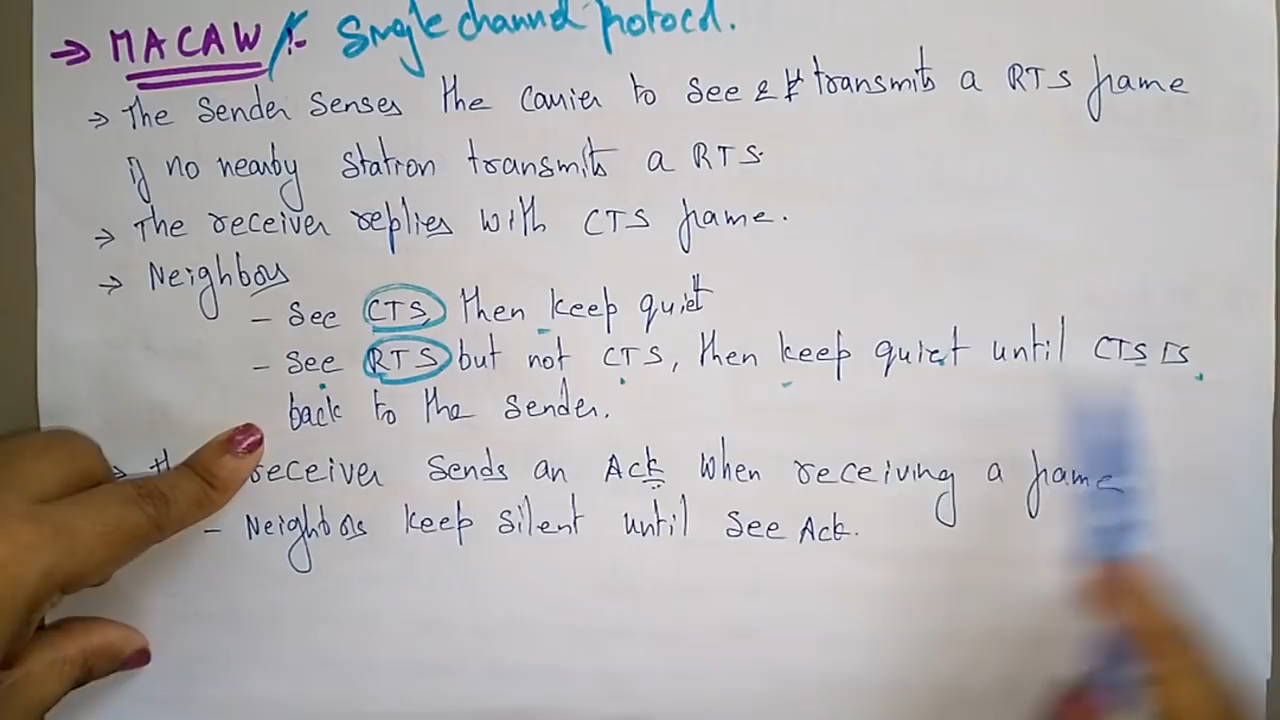 → MACAW :- Single channel protocol.
→ The Sender Senses the carrier to see & transmits a RTS frame
if no nearby station transmits a RTS.
→ The receiver replies with CTS frame.
→ Neighbors
- See CTS, then keep quiet
- See RTS but not CTS, then keep quiet until CTS is
back to the sender.
→ receiver sends an Ack when receiving a frame
- Neighbors keep silent until see Ack.